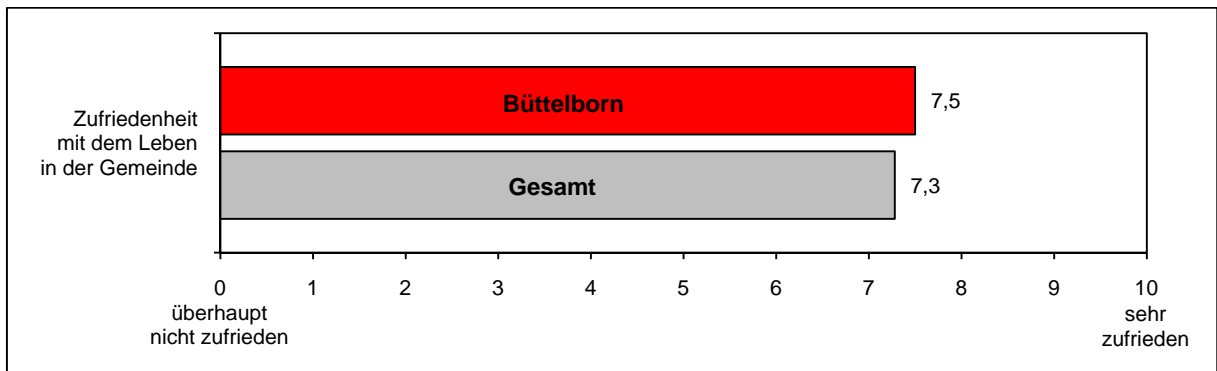 Zufriedenheit
mit dem Leben
in der Gemeinde
Büttelborn
7,5
Gesamt
7,3
0 1 2 3 4 5 6 7 8 9 10
überhaupt
nicht zufrieden
sehr
zufrieden